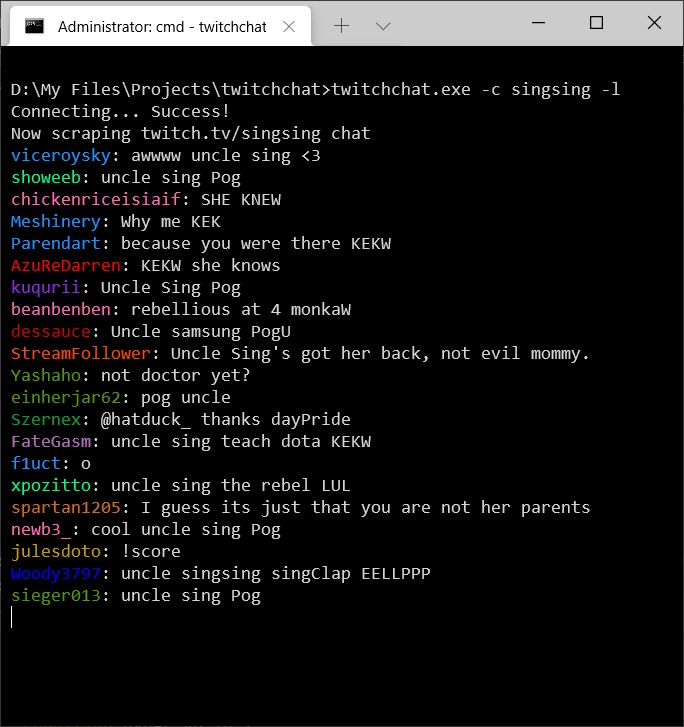 Administrator: cmd - twitchchat
D:\My Files\Projects\twitchchat>twitchchat.exe -c singsing -l
Connecting... Success!
Now scraping twitch.tv/singsing chat
viceroysky: awwww uncle sing <3
showeeb: uncle sing Pog
chickenriceisiaif: SHE KNEW
Meshinery: Why me KEK
Parendart: because you were there KEKW
AzuReDarren: KEKW she knows
kuqurii: Uncle Sing Pog
beanbenben: rebellious at 4 monkaW
dessauce: Uncle samsung PogU
StreamFollower: Uncle Sing's got her back, not evil mommy.
Yashaho: not doctor yet?
einherjar62: pog uncle
Szernex: @hatduck_ thanks dayPride
FateGasm: uncle sing teach dota KEKW
f1uct: o
xpozitto: uncle sing the rebel LUL
spartan1205: I guess its just that you are not her parents
newb3_: cool uncle sing Pog
julesdoto: !score
Woody3797: uncle singsing singClap EELLPPP
sieger013: uncle sing Pog